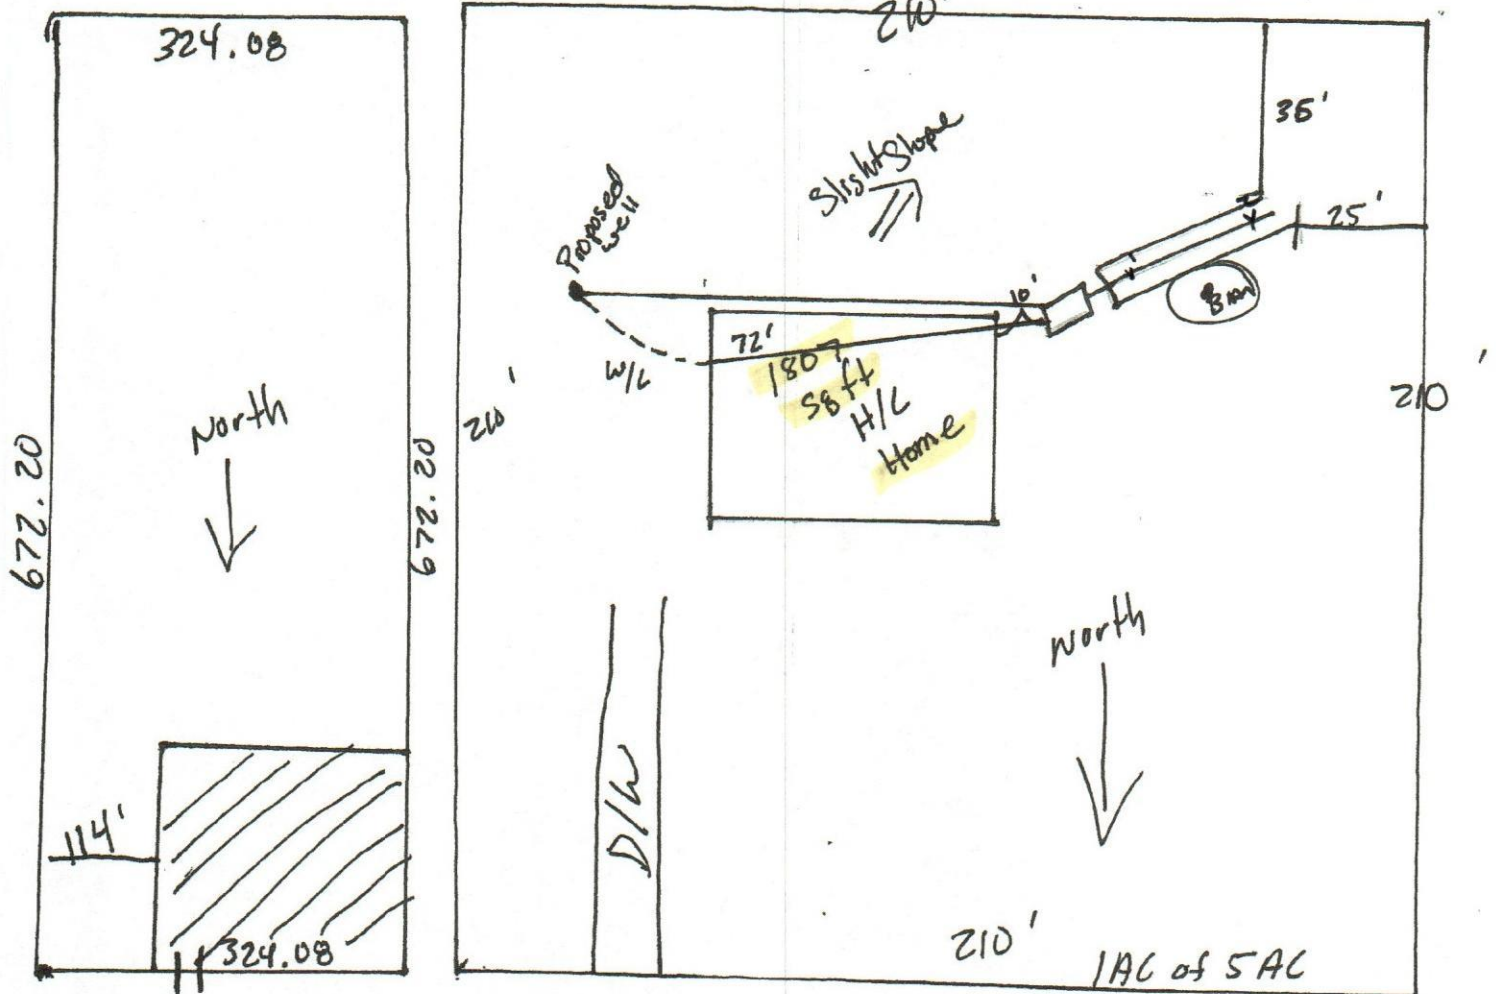 324.08
North
672.20
672.20
114'
324.08
210
35'
Slight Slope
Proposed
well
25'
10'
W/L
72'
1807
Sq ft
H/L
Home
210'
210'
North
D/W
210'
1AC of 5AC